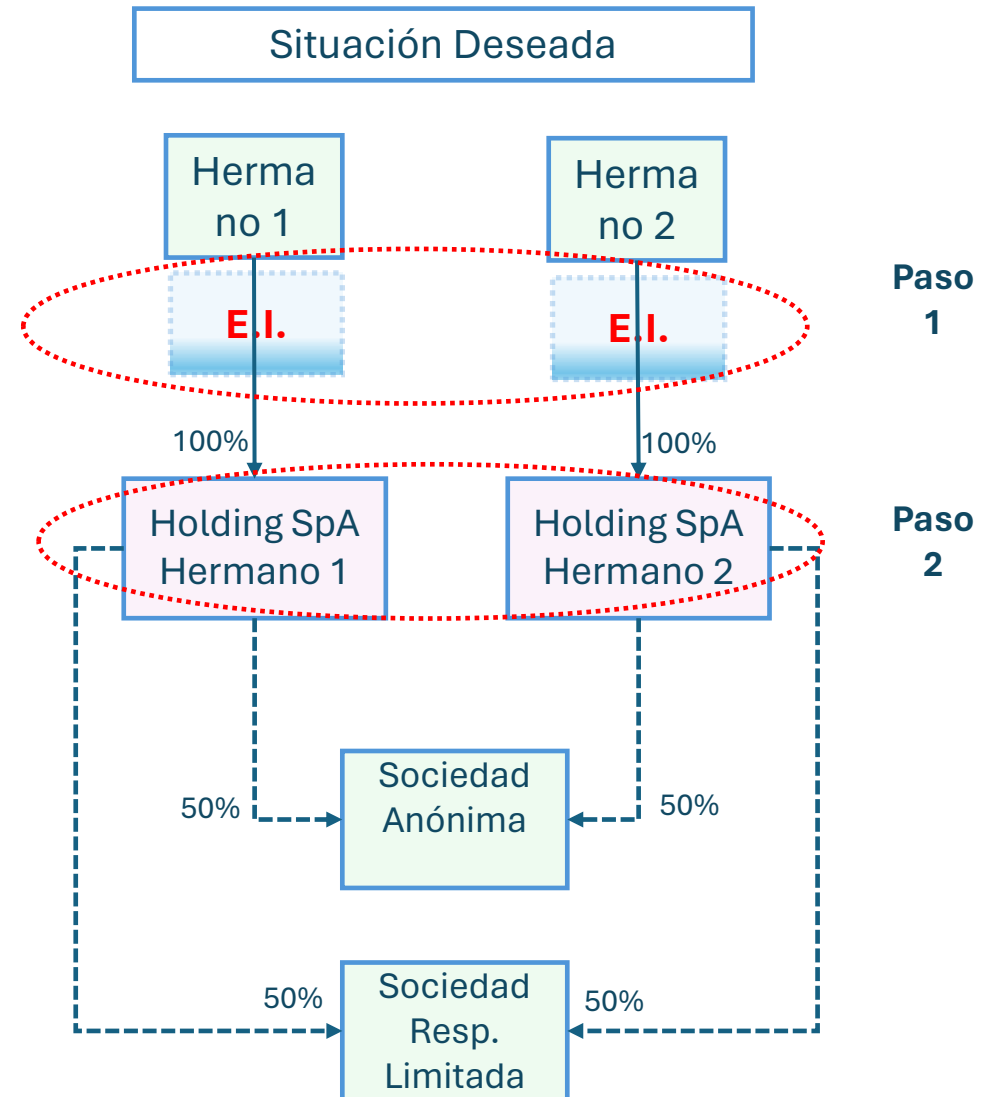 Situación Deseada
Herma
no 1
Herma
no 2
E.I.
E.I.
Paso
1
100%
100%
Holding SpA
Hermano 1
Holding SpA
Hermano 2
Paso
2
Sociedad
Anónima
50%
50%
Sociedad
Resp.
Limitada
50%
50%